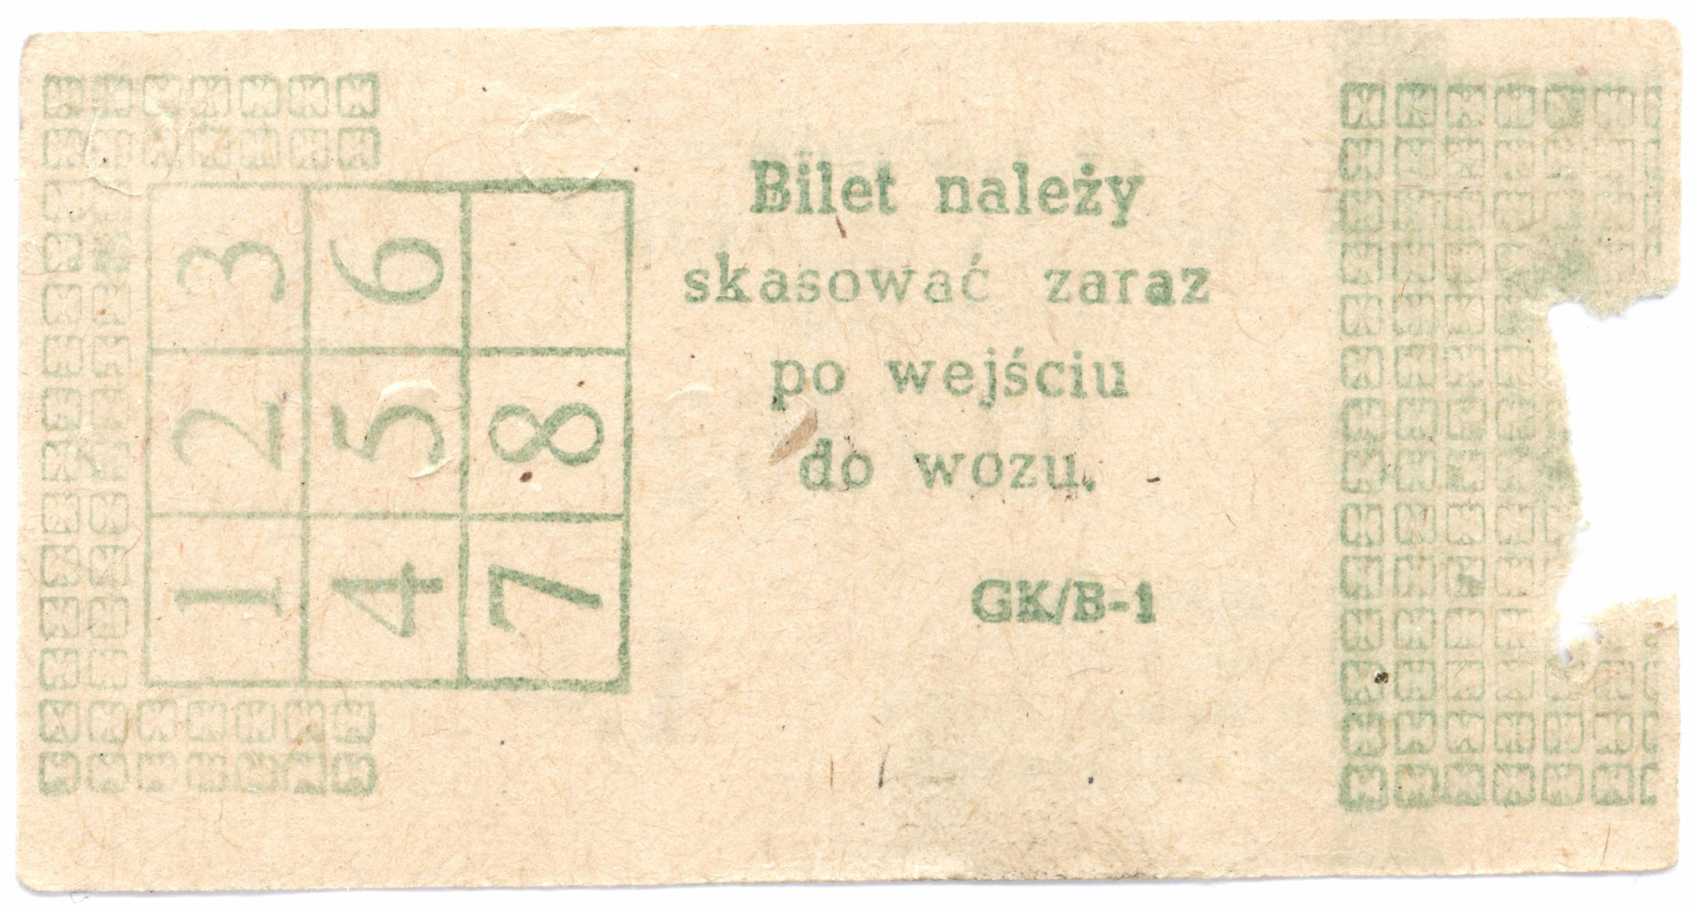 3 6
2 5 8
1 4 7
Bilet należy
skasować zaraz
po wejściu
do wozu.
GK/B-1